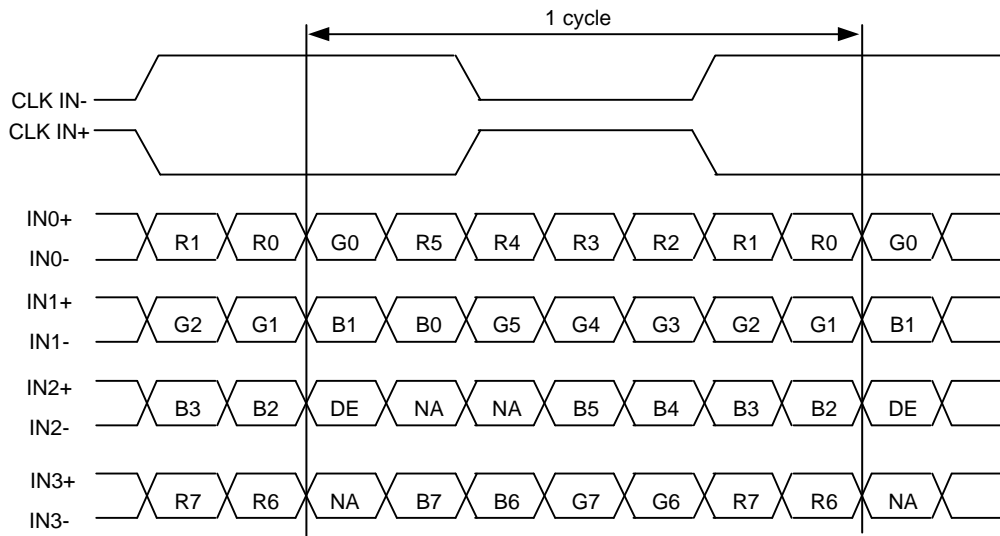 1 cycle
CLK IN-
CLK IN+
IN0+
R1 R0 G0 R5 R4 R3 R2 R1 R0 G0
IN0-
IN1+
G2 G1 B1 B0 G5 G4 G3 G2 G1 B1
IN1-
IN2+
B3 B2 DE NA NA B5 B4 B3 B2 DE
IN2-
IN3+
R7 R6 NA B7 B6 G7 G6 R7 R6 NA
IN3-